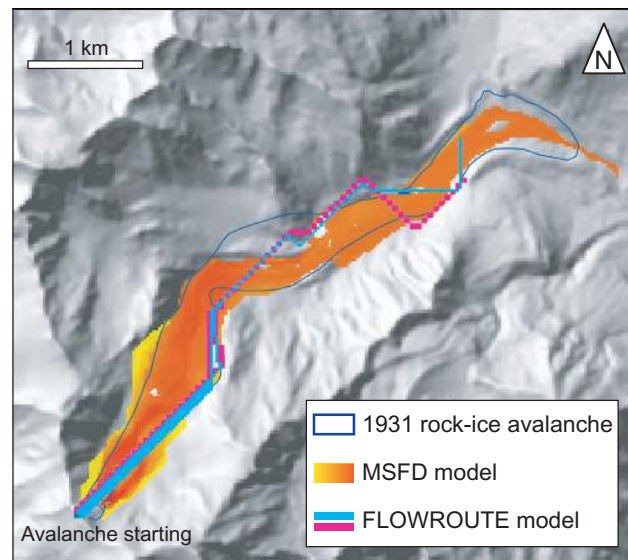 1 km
N
1931 rock-ice avalanche
MSFD model
FLOWROUTE model
Avalanche starting